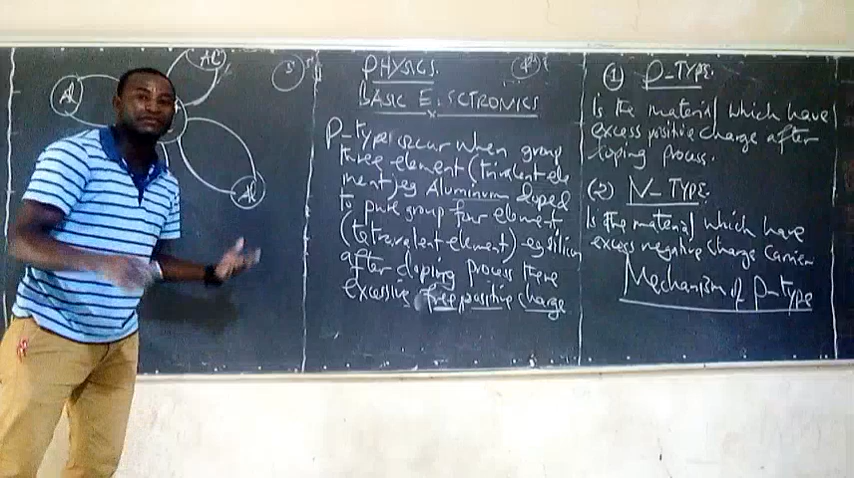 Al
Al
Al
PHYSICS.
BASIC ELECTRONICS
P-type occur when group
three element (trivalent ele
ment) eg Aluminum doped
to pure group four element
(tetravalent element) eg silicon
after doping process there
excessive free positive charge
(1) P-TYPE.
Is the material which have
excess positive charge after
doping process.
(2) N-TYPE.
Is the material which have
excess negative charge carrier
Mechanism of p-type